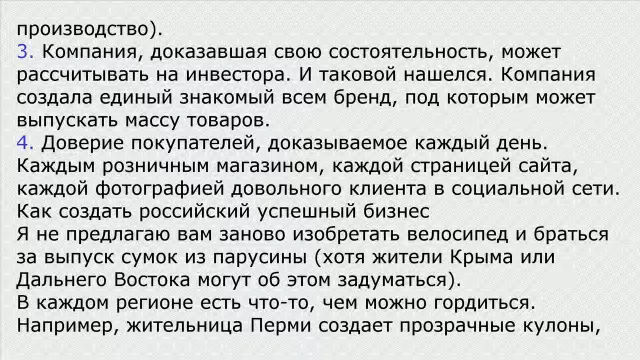 производство).
3. Компания, доказавшая свою состоятельность, может
рассчитывать на инвестора. И таковой нашелся. Компания
создала единый знакомый всем бренд, под которым может
выпускать массу товаров.
4. Доверие покупателей, доказываемое каждый день.
Каждым розничным магазином, каждой страницей сайта,
каждой фотографией довольного клиента в социальной сети.
Как создать российский успешный бизнес
Я не предлагаю вам заново изобретать велосипед и браться
за выпуск сумок из парусины (хотя жители Крыма или
Дальнего Востока могут об этом задуматься).
В каждом регионе есть что-то, чем можно гордиться.
Например, жительница Перми создает прозрачные кулоны,